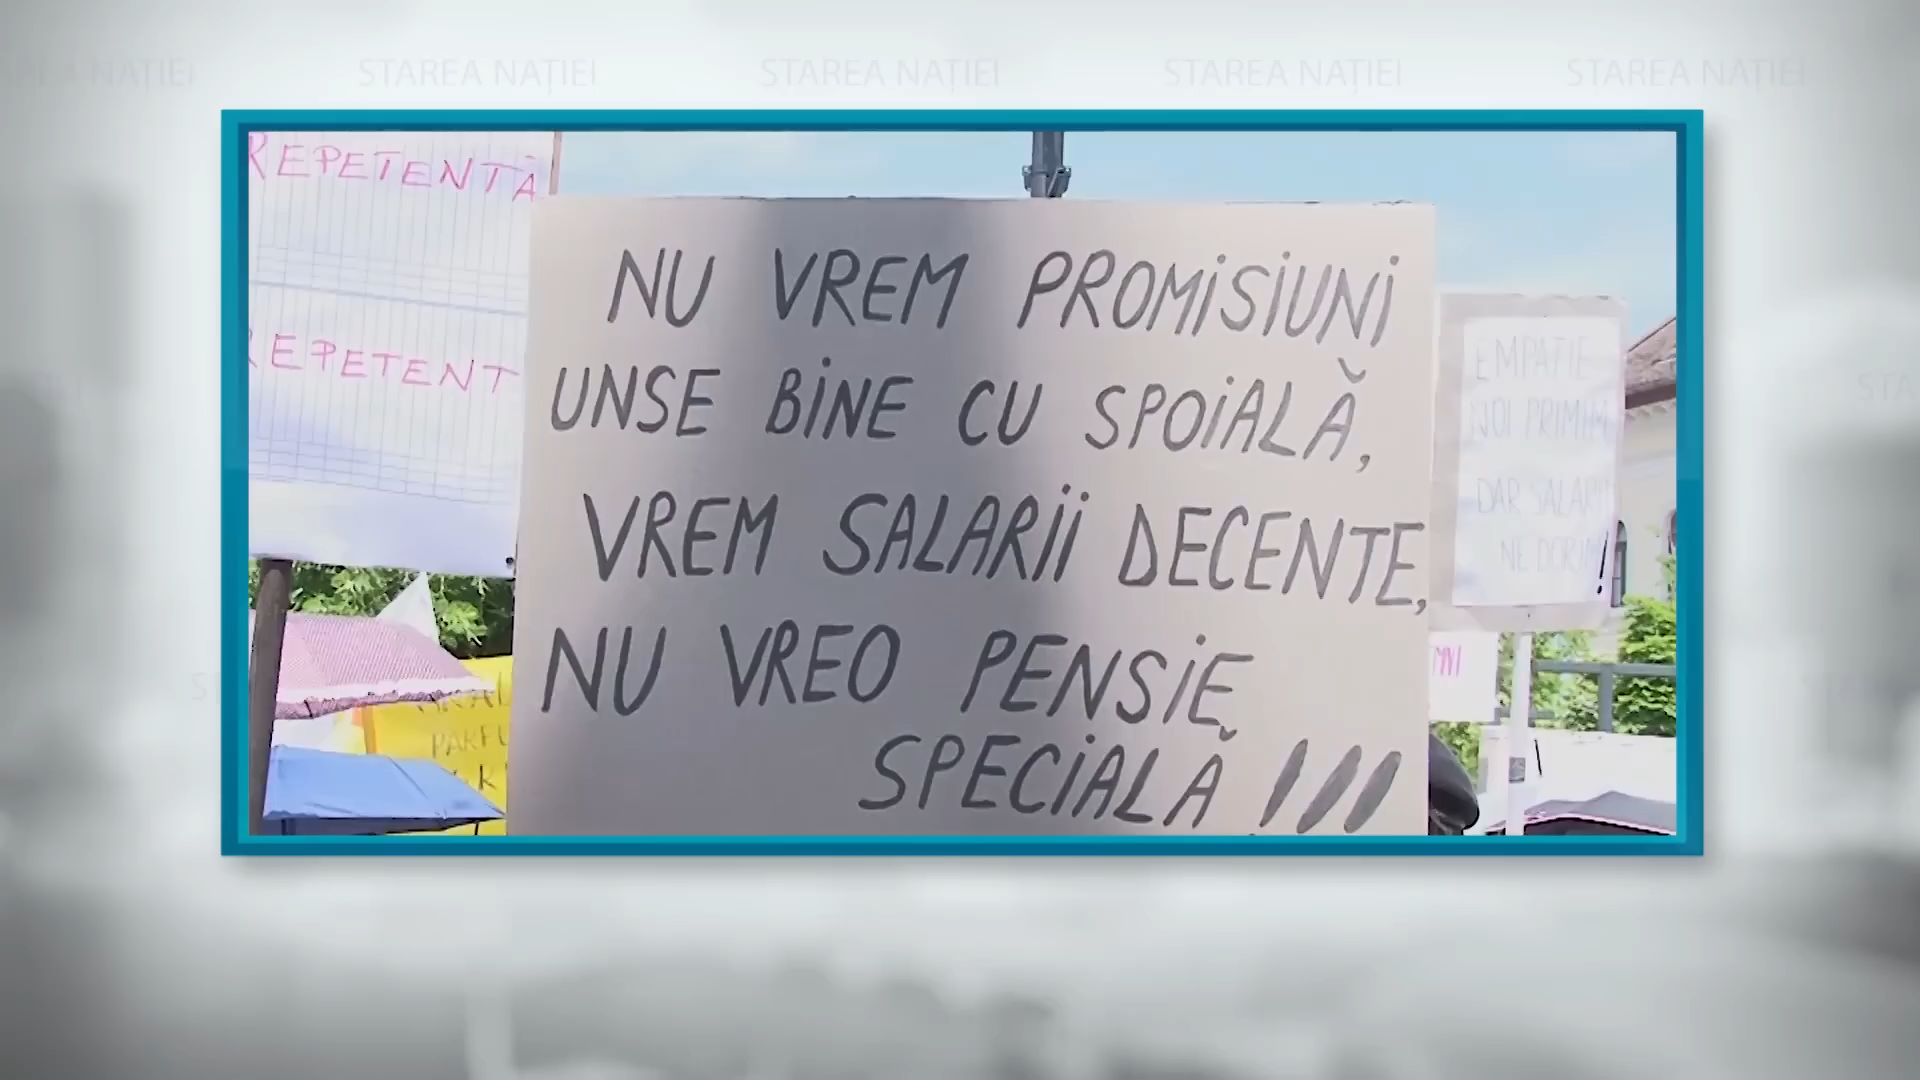 STAREA NAȚIEI STAREA NAȚIEI STAREA NAȚIEI STAREA NAȚIEI
REPETENTĂ
REPETENT
NU VREM PROMISIUNI
UNSE BINE CU SPOIALĂ,
VREM SALARII DECENTE,
NU VREO PENSIE
SPECIALĂ !!!
EMPATIE
NOI PRIMIM
DAR SALARII
NE DORIM!